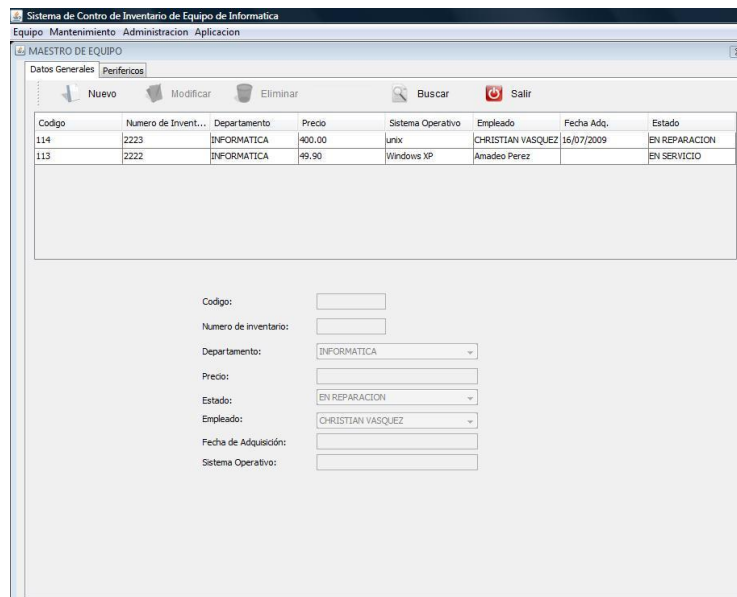 Sistema de Contro de Inventario de Equipo de Informatica
Equipo Mantenimiento Administracion Aplicacion
MAESTRO DE EQUIPO
Datos Generales Perifericos
Nuevo Modificar Eliminar Buscar Salir
Codigo Numero de Invent... Departamento Precio Sistema Operativo Empleado Fecha Adq. Estado
114 2223 INFORMATICA 400.00 unix CHRISTIAN VASQUEZ 16/07/2009 EN REPARACION
113 2222 INFORMATICA 49.90 Windows XP Amadeo Perez EN SERVICIO
Codigo:
Numero de inventario:
Departamento: INFORMATICA
Precio:
Estado: EN REPARACION
Empleado: CHRISTIAN VASQUEZ
Fecha de Adquisición:
Sistema Operativo: